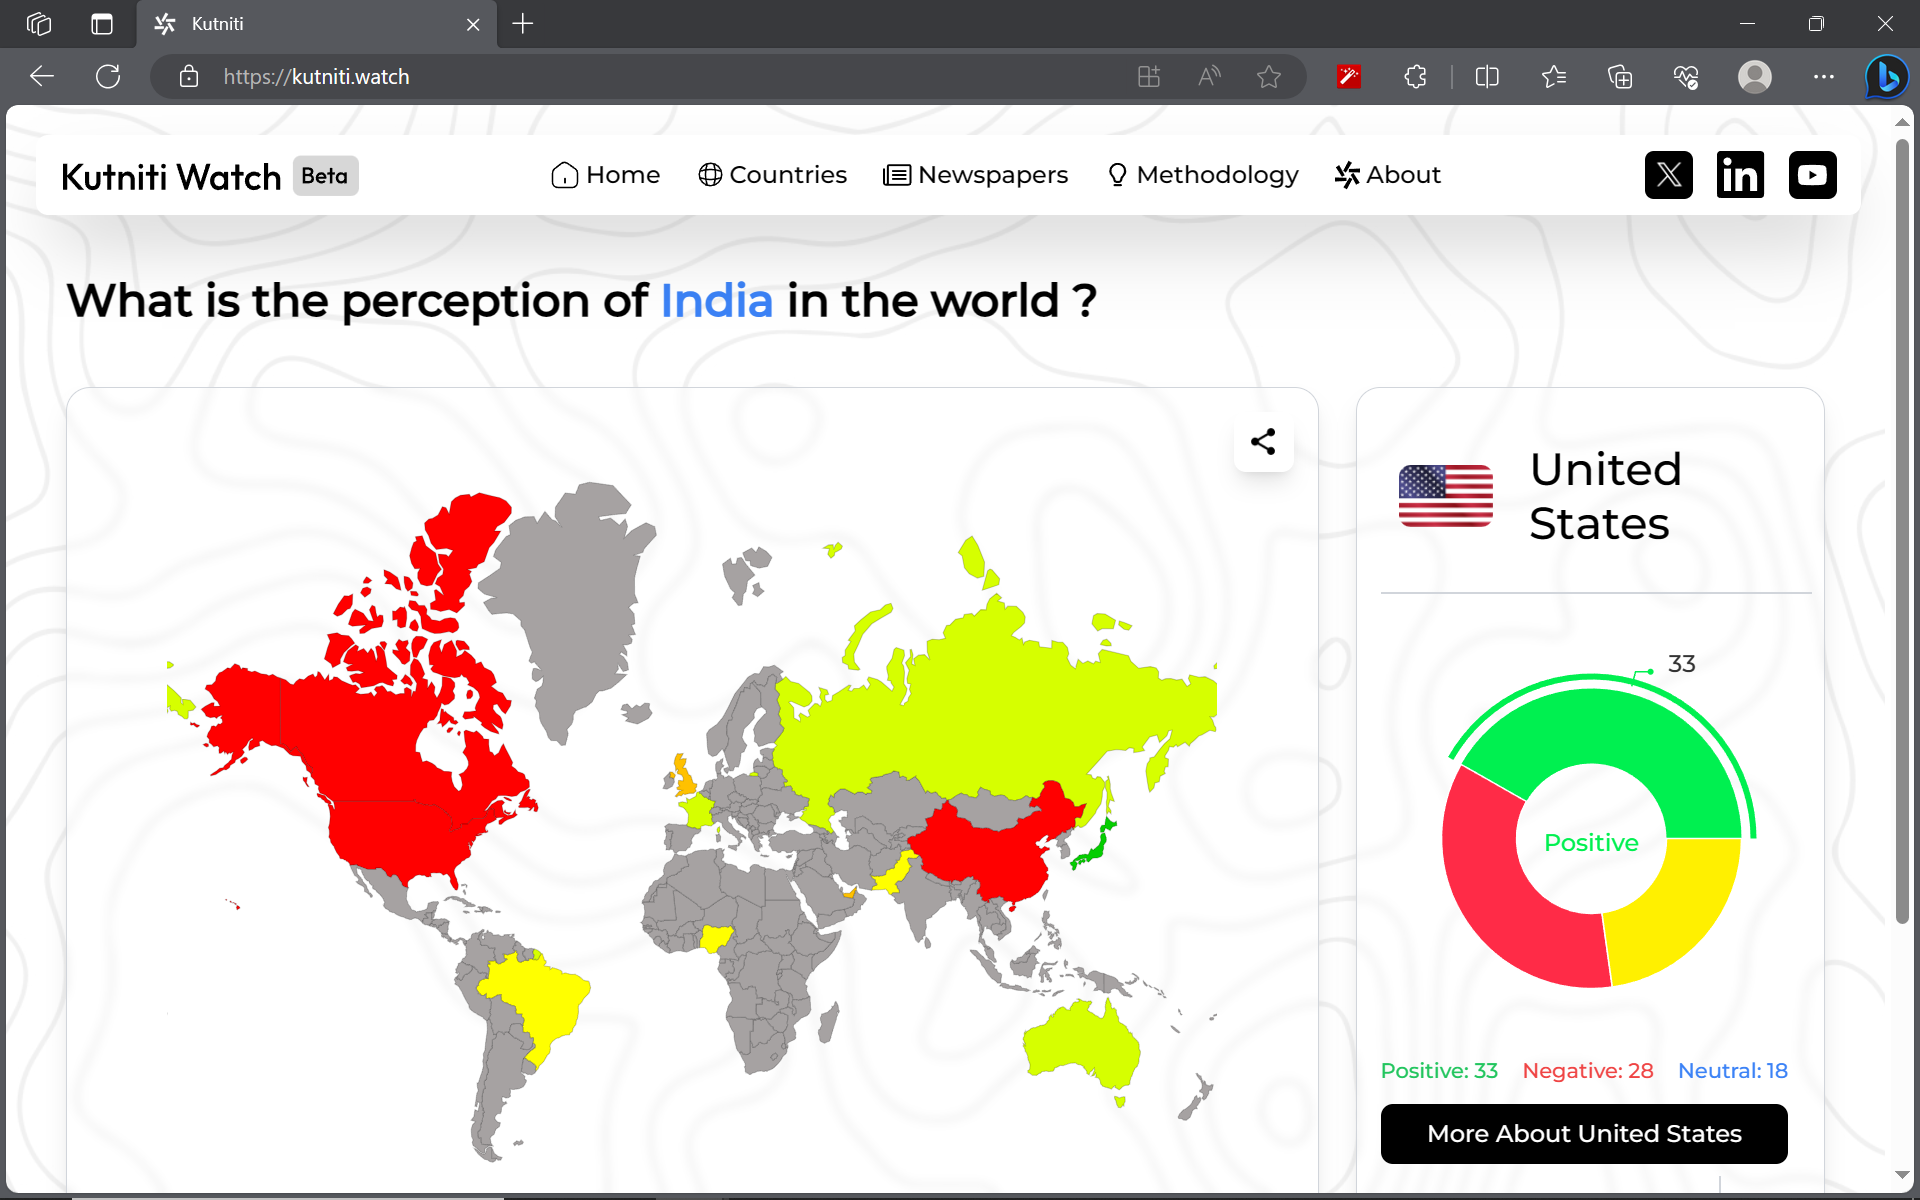 Kutniti
https://kutniti.watch
Kutniti Watch Beta
Home Countries Newspapers Methodology About
What is the perception of India in the world ?
United
States
33
Positive
Positive: 33 Negative: 28 Neutral: 18
More About United States